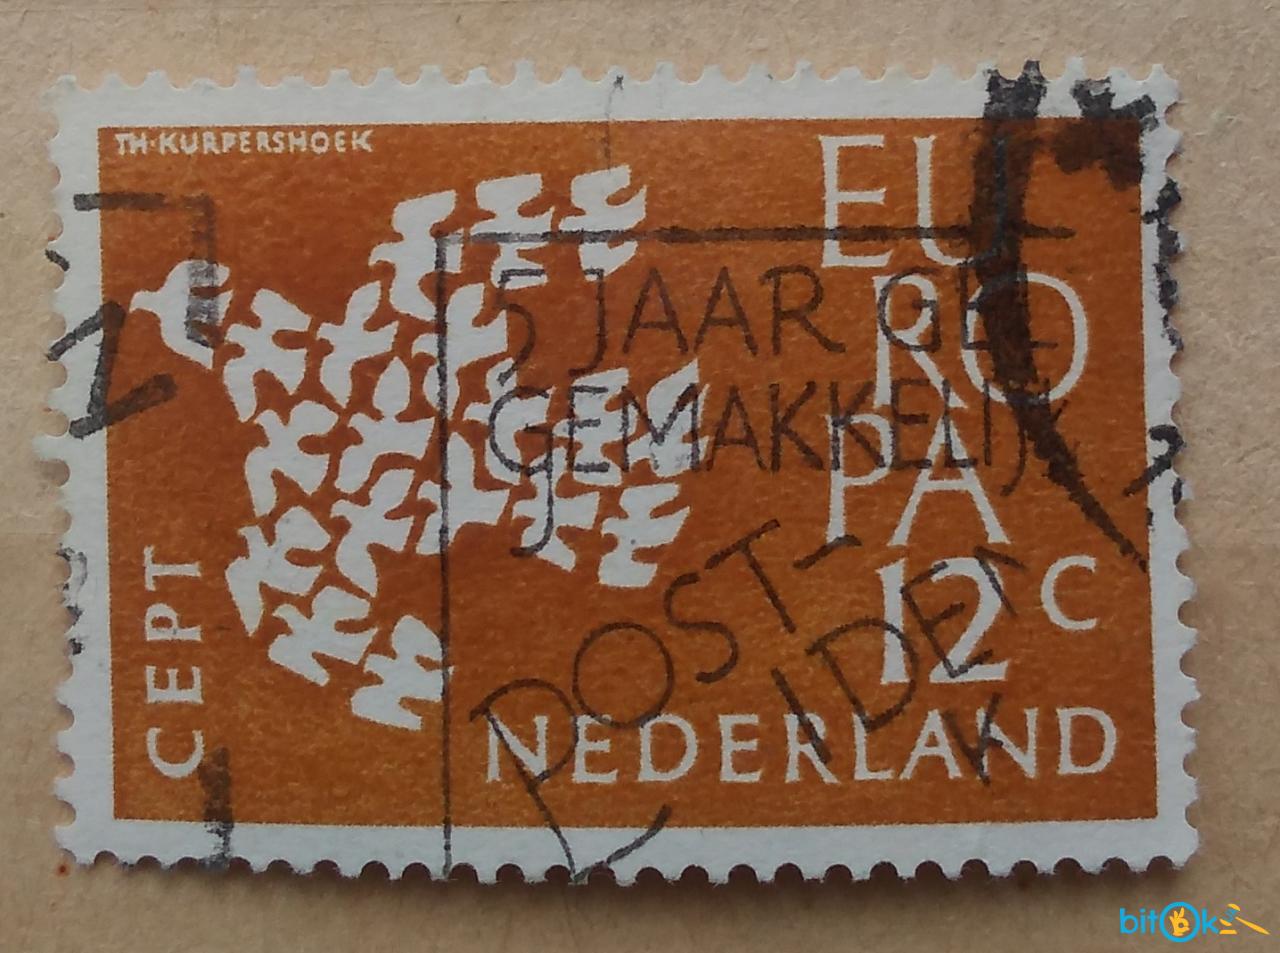 TH·KURPERSHOEK
EU
RO
PA
12 C
CEPT
NEDERLAND
5 JAAR GEL
GEMAKKELIJK
POST-
bitOk